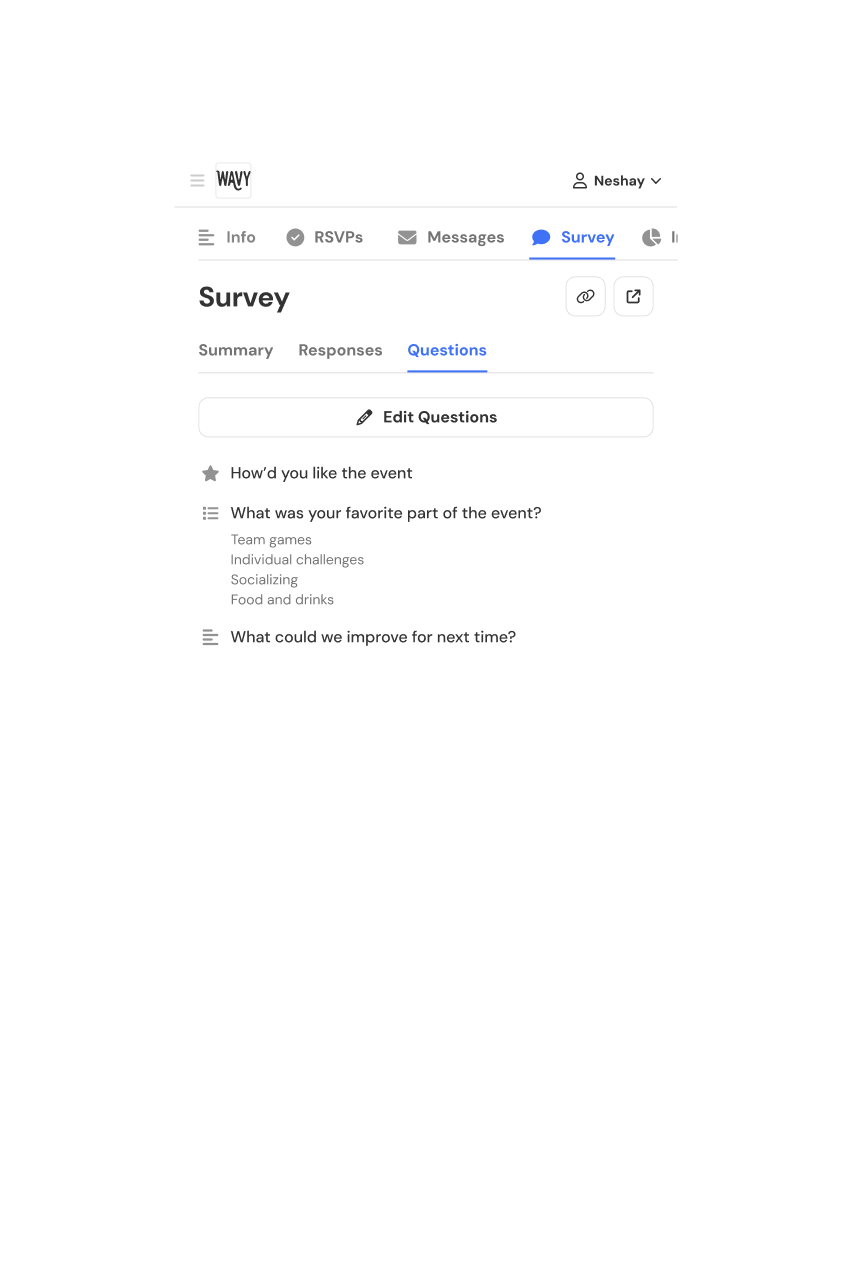 WAVY
Neshay
Info RSVPs Messages Survey
Survey
Summary Responses Questions
Edit Questions
How’d you like the event
What was your favorite part of the event?
Team games
Individual challenges
Socializing
Food and drinks
What could we improve for next time?